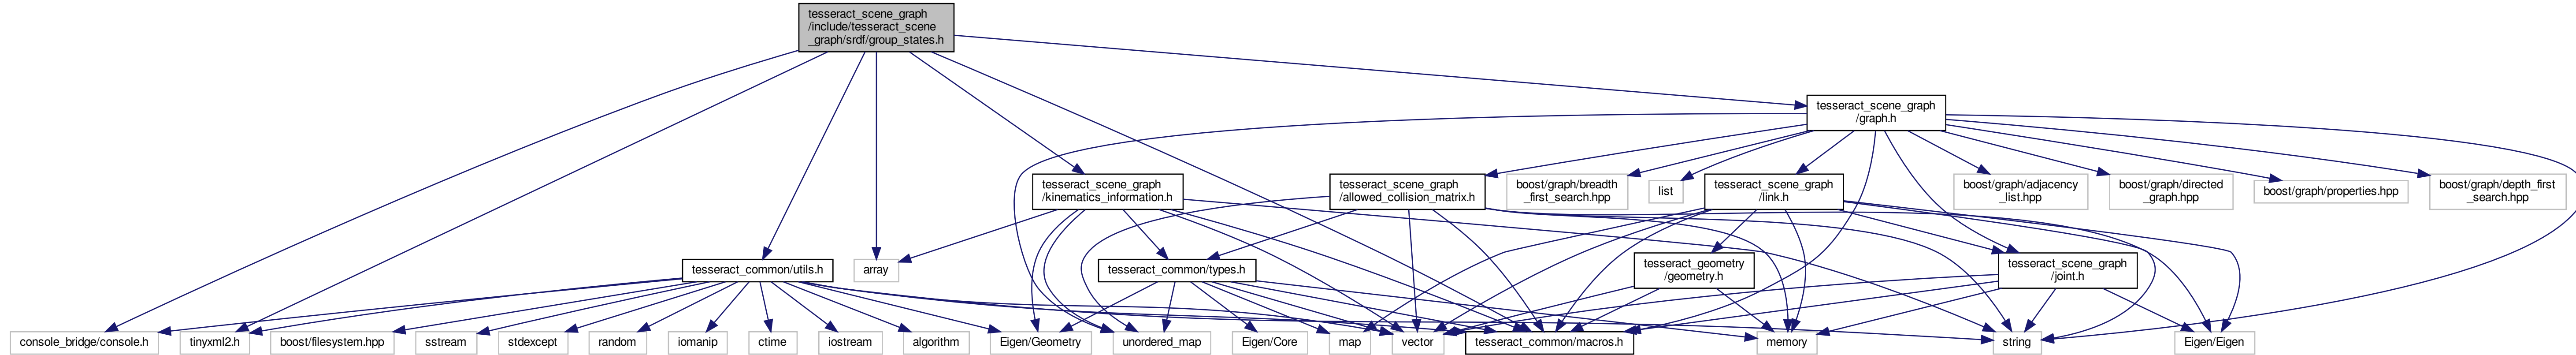 tesseract_scene_graph
/include/tesseract_scene
_graph/srdf/group_states.h
tesseract_scene_graph
/graph.h
tesseract_scene_graph
/kinematics_information.h
tesseract_scene_graph
/allowed_collision_matrix.h
boost/graph/breadth
_first_search.hpp
list
tesseract_scene_graph
/link.h
boost/graph/adjacency
_list.hpp
boost/graph/directed
_graph.hpp
boost/graph/properties.hpp
boost/graph/depth_first
_search.hpp
tesseract_common/utils.h
array
tesseract_common/types.h
tesseract_geometry
/geometry.h
tesseract_scene_graph
/joint.h
console_bridge/console.h
tinyxml2.h
boost/filesystem.hpp
sstream
stdexcept
random
iomanip
ctime
iostream
algorithm
Eigen/Geometry
unordered_map
Eigen/Core
map
vector
tesseract_common/macros.h
memory
string
Eigen/Eigen